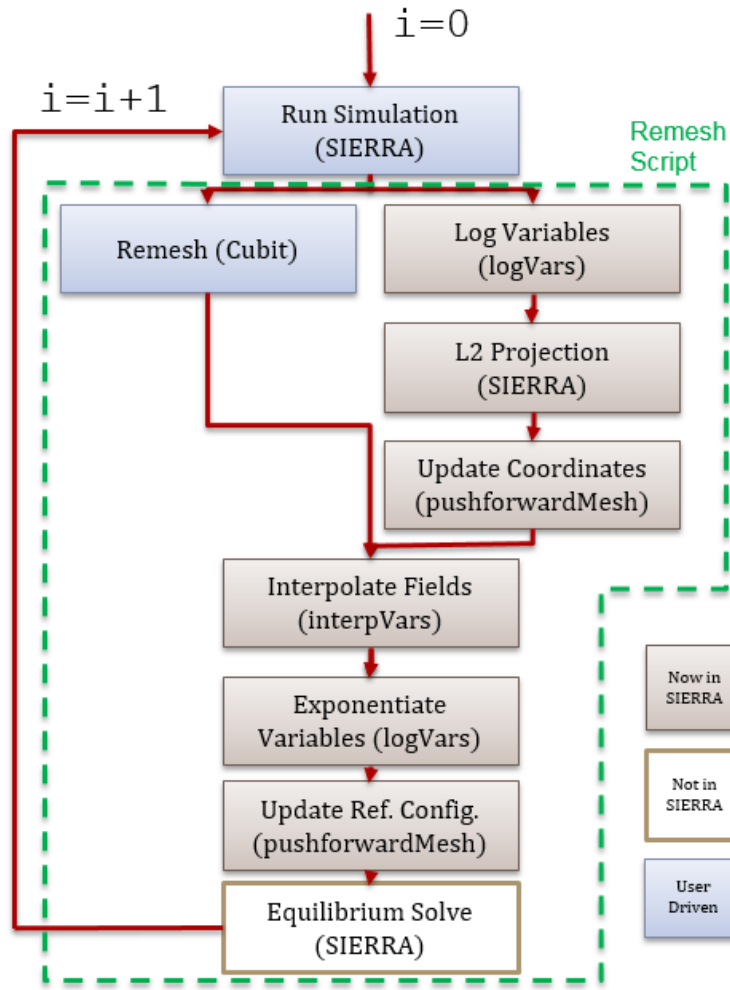 i=0
i=i+1
Run Simulation
(SIERRA)
Remesh
Script
Remesh (Cubit)
Log Variables
(logVars)
L2 Projection
(SIERRA)
Update Coordinates
(pushforwardMesh)
Interpolate Fields
(interpVars)
Exponentiate
Variables (logVars)
Update Ref. Config.
(pushforwardMesh)
Equilibrium Solve
(SIERRA)
Now in
SIERRA
Not in
SIERRA
User
Driven